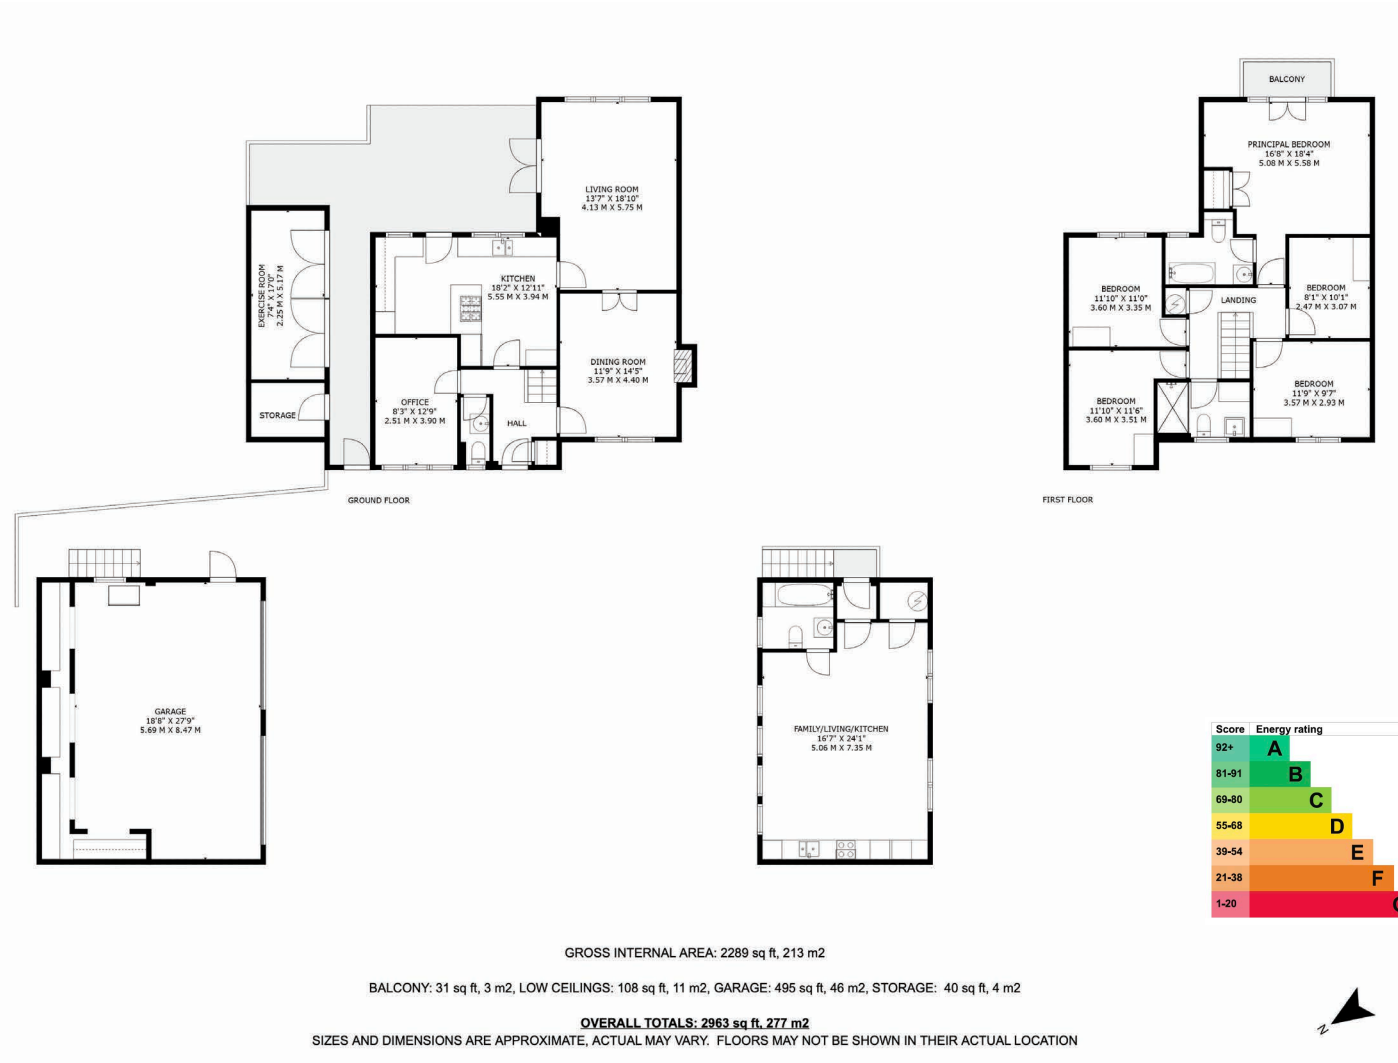 BALCONY
PRINCIPAL BEDROOM
16'8" X 18'4"
5.08 M X 5.58 M
LIVING ROOM
13'7" X 18'10"
4.13 M X 5.75 M
EXERCISE ROOM
7'4" X 17'0"
2.25 M X 5.17 M
KITCHEN
18'2" X 12'11"
5.55 M X 3.94 M
BEDROOM
11'10" X 11'0"
3.60 M X 3.35 M
BEDROOM
8'1" X 10'1"
2.47 M X 3.07 M
LANDING
DINING ROOM
11'9" X 14'5"
3.57 M X 4.40 M
STORAGE
OFFICE
8'3" X 12'9"
2.51 M X 3.90 M
HALL
BEDROOM
11'10" X 11'6"
3.60 M X 3.51 M
BEDROOM
11'9" X 9'7"
3.57 M X 2.93 M
GROUND FLOOR
FIRST FLOOR
GARAGE
18'8" X 27'9"
5.69 M X 8.47 M
FAMILY/LIVING/KITCHEN
16'7" X 24'1"
5.06 M X 7.35 M
Score Energy rating
92+ A
81-91 B
69-80 C
55-68 D
39-54 E
21-38 F
1-20
GROSS INTERNAL AREA: 2289 sq ft, 213 m2
BALCONY: 31 sq ft, 3 m2, LOW CEILINGS: 108 sq ft, 11 m2, GARAGE: 495 sq ft, 46 m2, STORAGE: 40 sq ft, 4 m2
OVERALL TOTALS: 2963 sq ft, 277 m2
SIZES AND DIMENSIONS ARE APPROXIMATE, ACTUAL MAY VARY. FLOORS MAY NOT BE SHOWN IN THEIR ACTUAL LOCATION
N